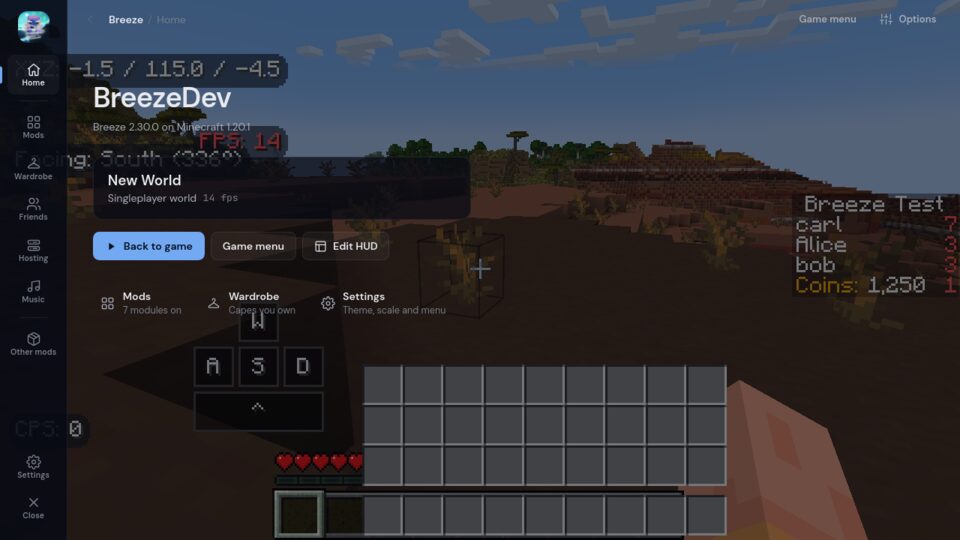 Breeze / Home
Game menu
Options
XYZ: -1.5 / 115.0 / -4.5
Home
BreezeDev
Breeze 2.30.0 on Minecraft 1.20.1
FPS: 14
Mods
Facing: South (336°)
Wardrobe
New World
Singleplayer world 14 fps
Friends
Breeze Test
carl 7
Alice 3
bob 3
Coins: 1,250 1
Hosting
Back to game
Game menu
Edit HUD
Music
Mods
7 modules on
Wardrobe
Capes you own
Settings
Theme, scale and menu
W
Other mods
A S D
^
CPS: 0
Settings
Close